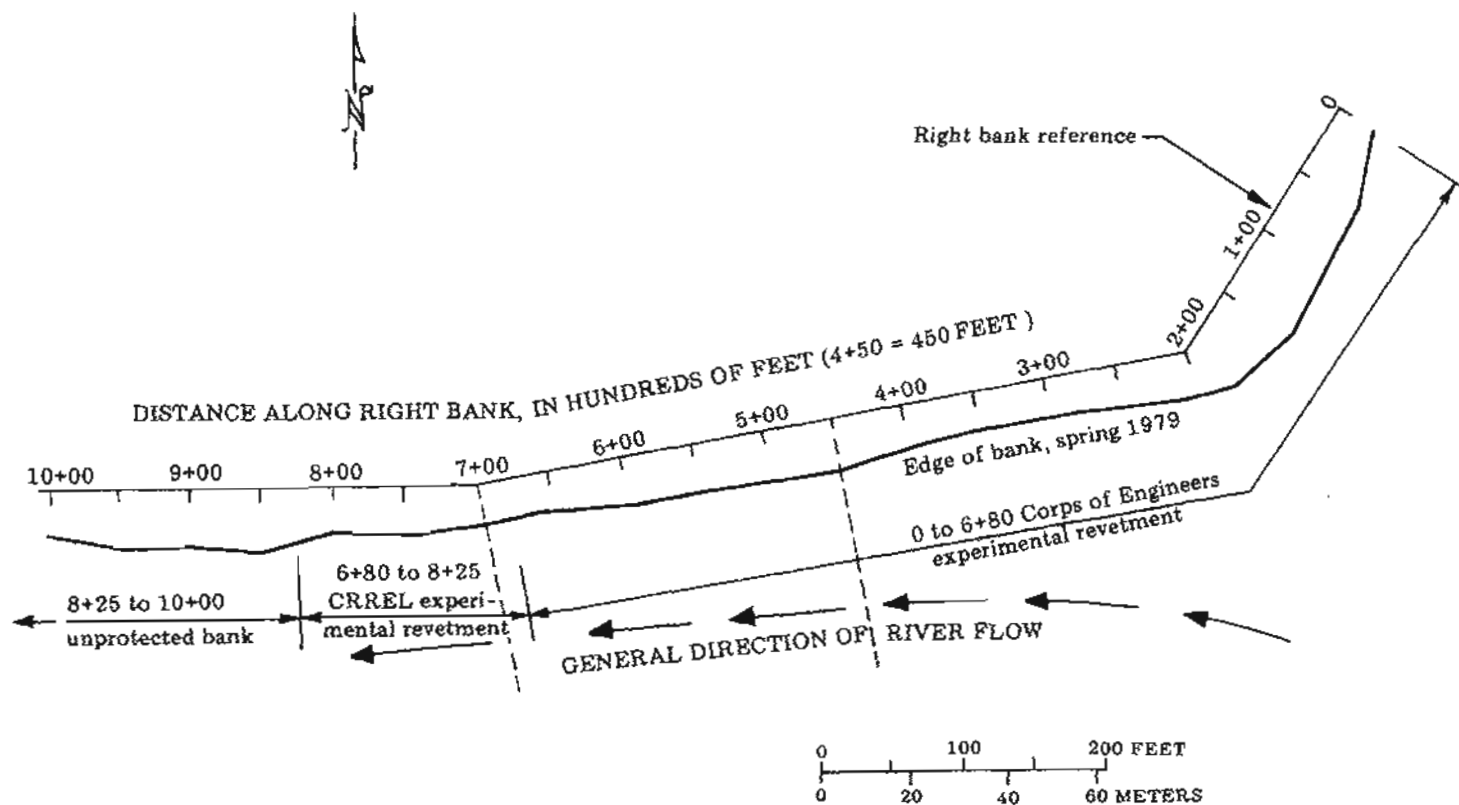 N
0
Right bank reference
1+00
2+00
DISTANCE ALONG RIGHT BANK, IN HUNDREDS OF FEET (4+50 = 450 FEET )
10+00 9+00 8+00 7+00 6+00 5+00 4+00 3+00
Edge of bank, spring 1979
0 to 6+80 Corps of Engineers
experimental revetment
6+80 to 8+25
CRREL experi-
mental revetment
8+25 to 10+00
unprotected bank
GENERAL DIRECTION OF RIVER FLOW
0 100 200 FEET
0 20 40 60 METERS